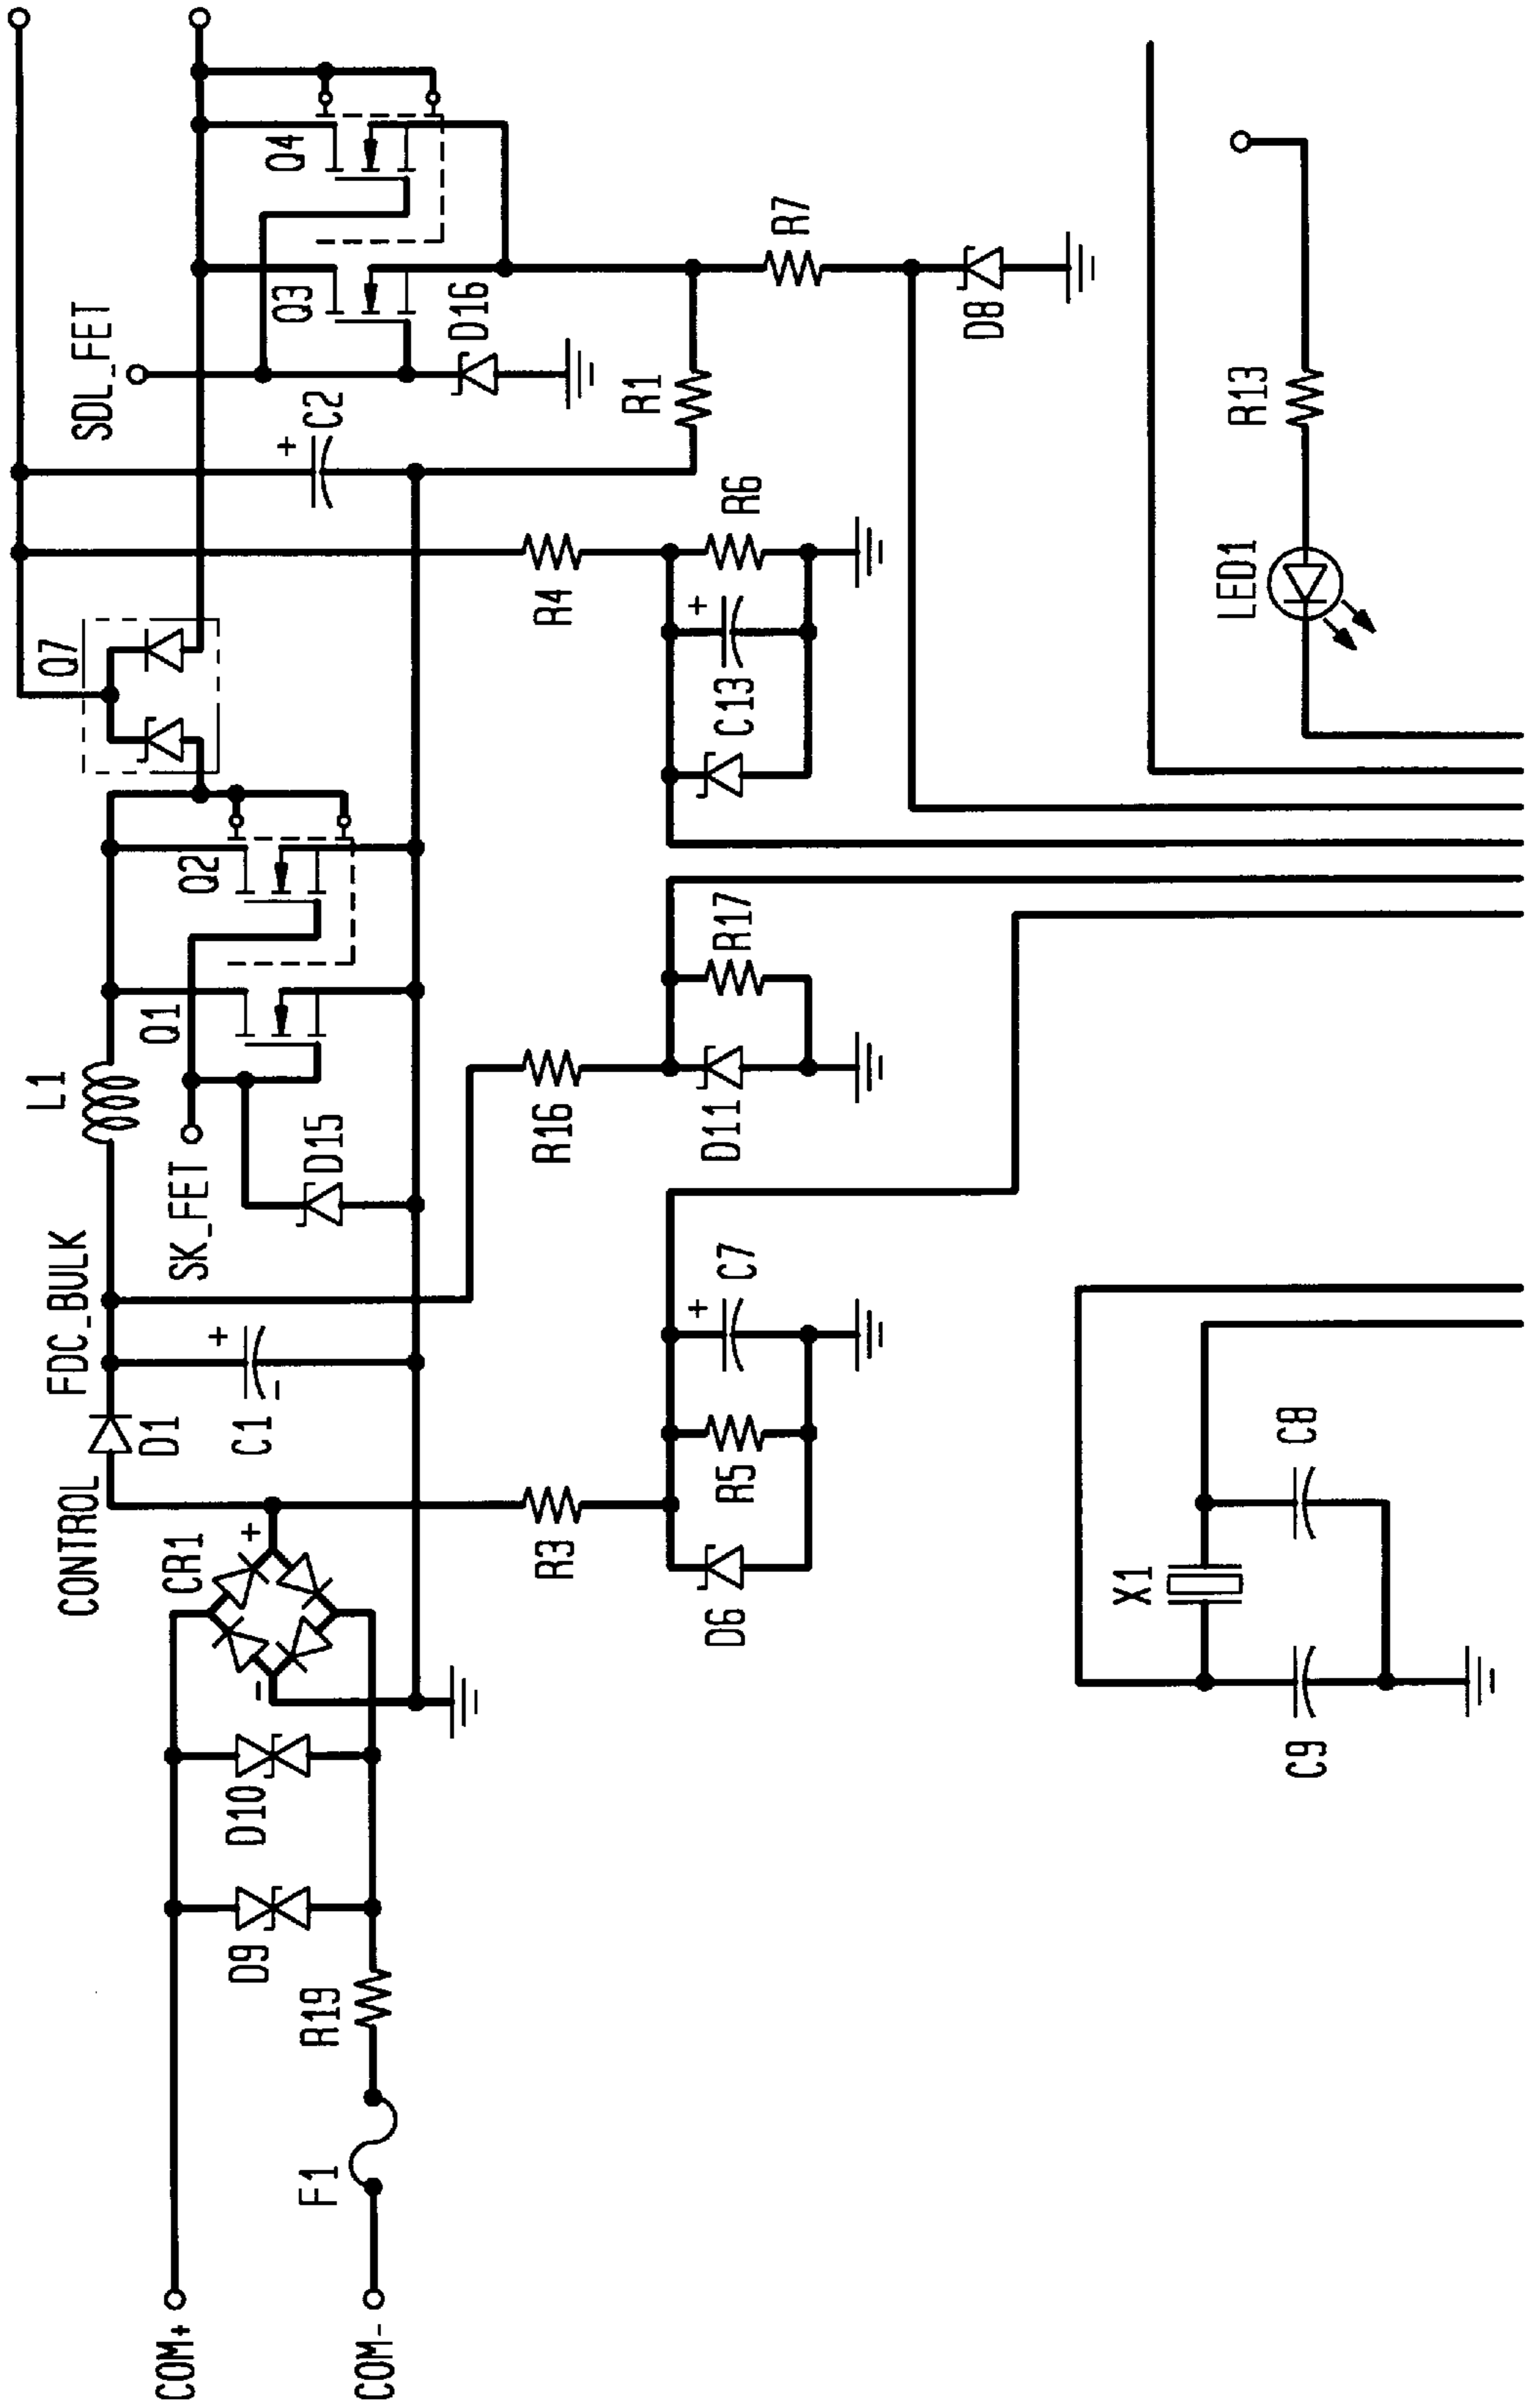 L1
Q7
FDC_BULK
CONTROL
SDL_FET
D1
Q1
COM+
CR1
SK_FET
Q2
+
-
D9
D10
C1
+
-
Q3
Q4
F1
R19
D15
C2
+
COM-
D16
R3
R16
R4
R1
D6
R5
C7
+
D11
R17
C13
+
R6
R7
D8
X1
LED1
R13
C9
C8